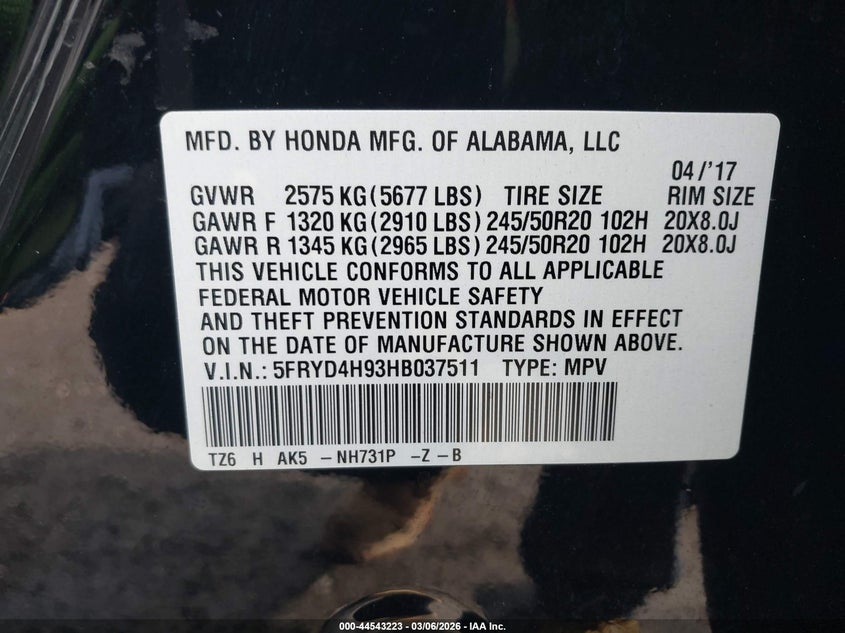 MFD. BY HONDA MFG. OF ALABAMA, LLC
04/'17
GVWR 2575 KG(5677 LBS) TIRE SIZE RIM SIZE
GAWR F 1320 KG(2910 LBS) 245/50R20 102H 20X8.0J
GAWR R 1345 KG(2965 LBS) 245/50R20 102H 20X8.0J
THIS VEHICLE CONFORMS TO ALL APPLICABLE
FEDERAL MOTOR VEHICLE SAFETY
AND THEFT PREVENTION STANDARDS IN EFFECT
ON THE DATE OF MANUFACTURE SHOWN ABOVE.
V.I.N.: 5FRYD4H93HB037511 TYPE: MPV
TZ6 H AK5 -NH731P -Z -B
000-44543223 - 03/06/2026 - IAA Inc.